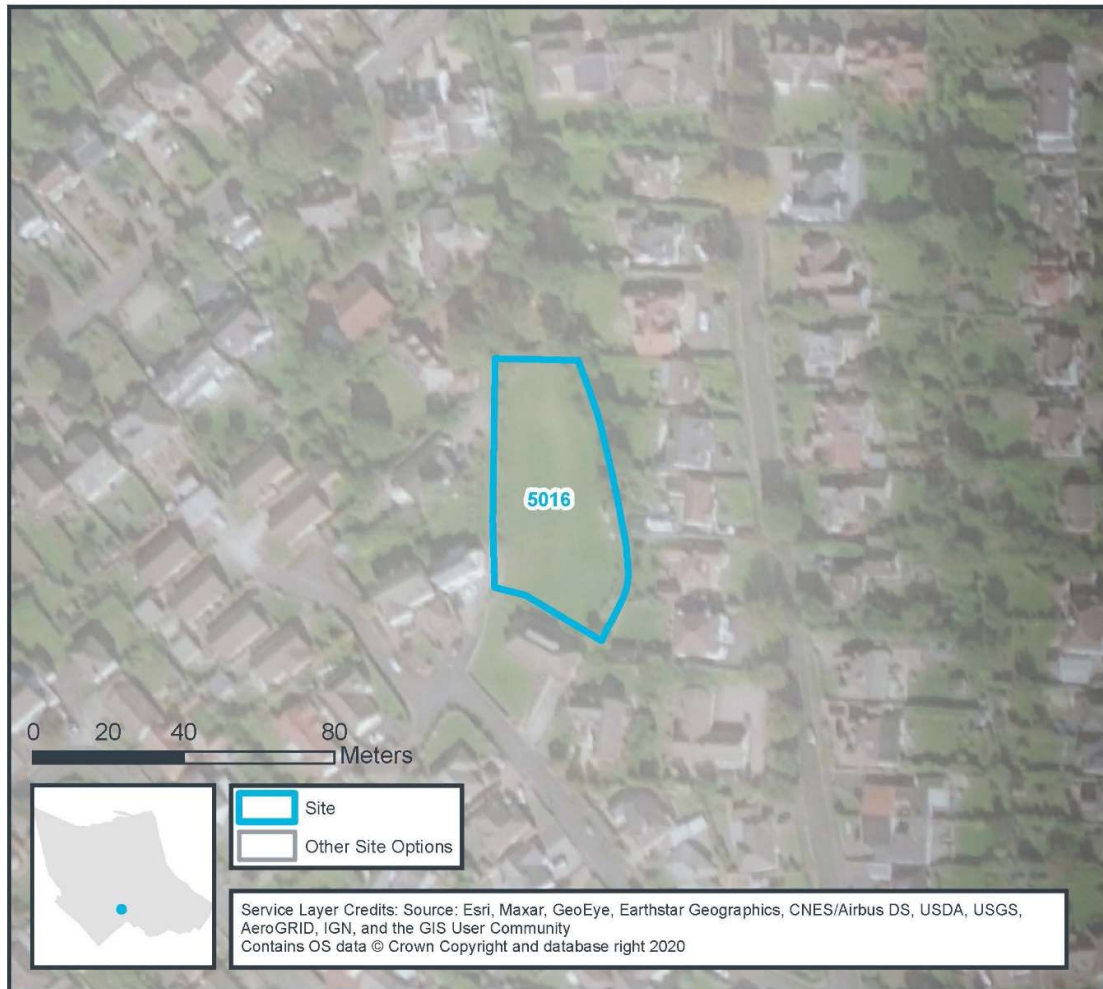 5016
0 20 40 80
Meters
Site
Other Site Options
Service Layer Credits: Source: Esri, Maxar, GeoEye, Earthstar Geographics, CNES/Airbus DS, USDA, USGS,
AeroGRID, IGN, and the GIS User Community
Contains OS data © Crown Copyright and database right 2020